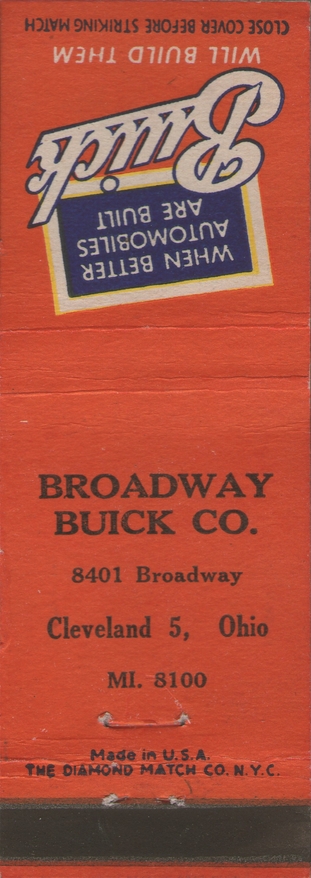 WHEN BETTER
AUTOMOBILES
ARE BUILT
Buick
WILL BUILD THEM
CLOSE COVER BEFORE STRIKING MATCH
BROADWAY
BUICK CO.
8401 Broadway
Cleveland 5, Ohio
MI. 8100
Made in U.S.A.
THE DIAMOND MATCH CO. N.Y.C.